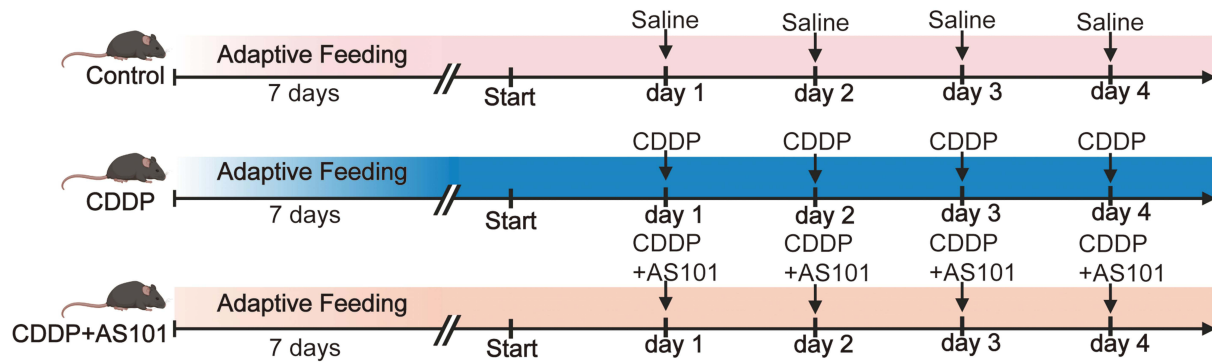 Saline Saline Saline Saline
Adaptive Feeding
Control
7 days Start day 1 day 2 day 3 day 4
CDDP CDDP CDDP CDDP
Adaptive Feeding
CDDP
7 days Start day 1 day 2 day 3 day 4
CDDP CDDP CDDP CDDP
+AS101 +AS101 +AS101 +AS101
Adaptive Feeding
CDDP+AS101
7 days Start day 1 day 2 day 3 day 4